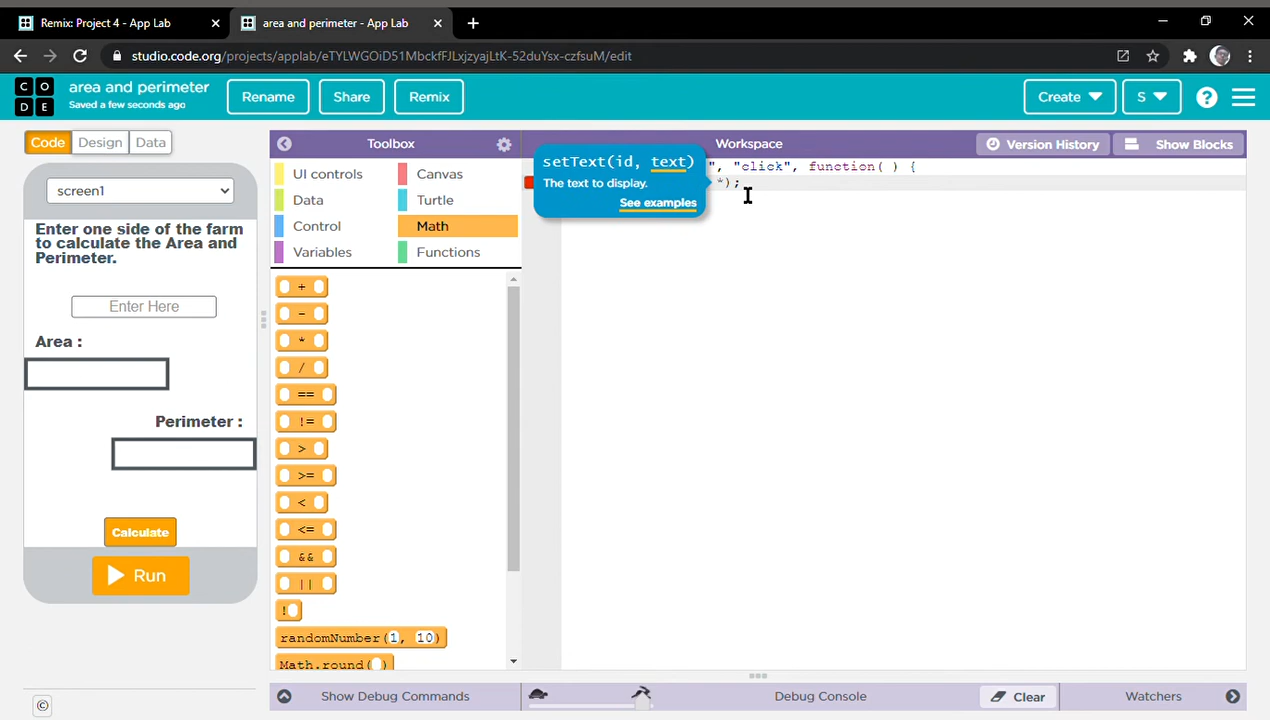 Remix: Project 4 - App Lab
area and perimeter - App Lab
studio.code.org/projects/applab/eTYLWGOiD51MbckfFJLxjzyajLtK-52duYsx-czfsuM/edit
C O D E
area and perimeter
Saved a few seconds ago
Rename
Share
Remix
Create
S
?
Code
Design
Data
Toolbox
Workspace
Version History
Show Blocks
screen1
Enter one side of the farm
to calculate the Area and
Perimeter.
Enter Here
Area :
Perimeter :
Calculate
Run
UI controls
Canvas
Data
Turtle
Control
Math
Variables
Functions
+
-
*
/
==
!=
>
>=
<
<=
&&
||
!
randomNumber(1, 10)
Math.round( )
setText(id, text)
The text to display.
See examples
", "click", function( ) {
*);
Show Debug Commands
Debug Console
Clear
Watchers
©